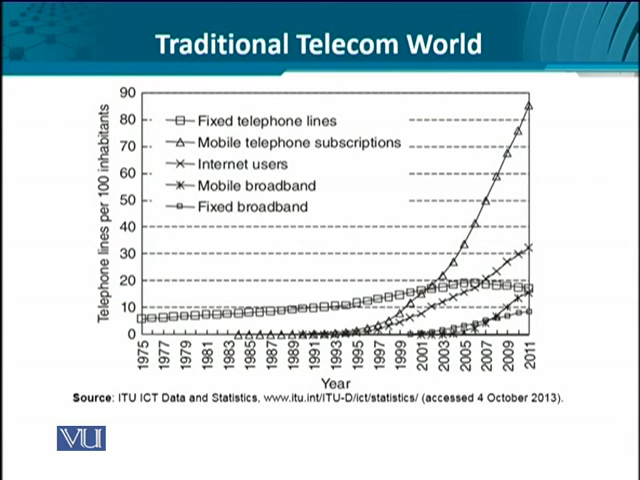 Traditional Telecom World
Telephone lines per 100 inhabitants
90
80
70
60
50
40
30
20
10
0
Fixed telephone lines
Mobile telephone subscriptions
Internet users
Mobile broadband
Fixed broadband
1975
1977
1979
1981
1983
1985
1987
1989
1991
1993
1995
1997
1999
2001
2003
2005
2007
2009
2011
Year
Source: ITU ICT Data and Statistics, www.itu.int/ITU-D/ict/statistics/ (accessed 4 October 2013).
VU